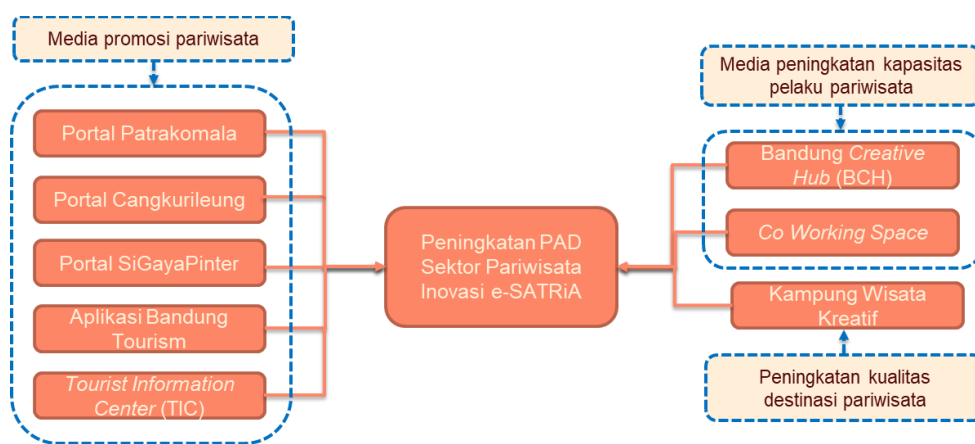 Media promosi pariwisata
Portal Patrakomala
Portal Cangkurileung
Portal SiGayaPinter
Aplikasi Bandung
Tourism
Tourist Information
Center (TIC)
Peningkatan PAD
Sektor Pariwisata
Inovasi e-SATRiA
Media peningkatan kapasitas
pelaku pariwisata
Bandung Creative
Hub (BCH)
Co Working Space
Kampung Wisata
Kreatif
Peningkatan kualitas
destinasi pariwisata